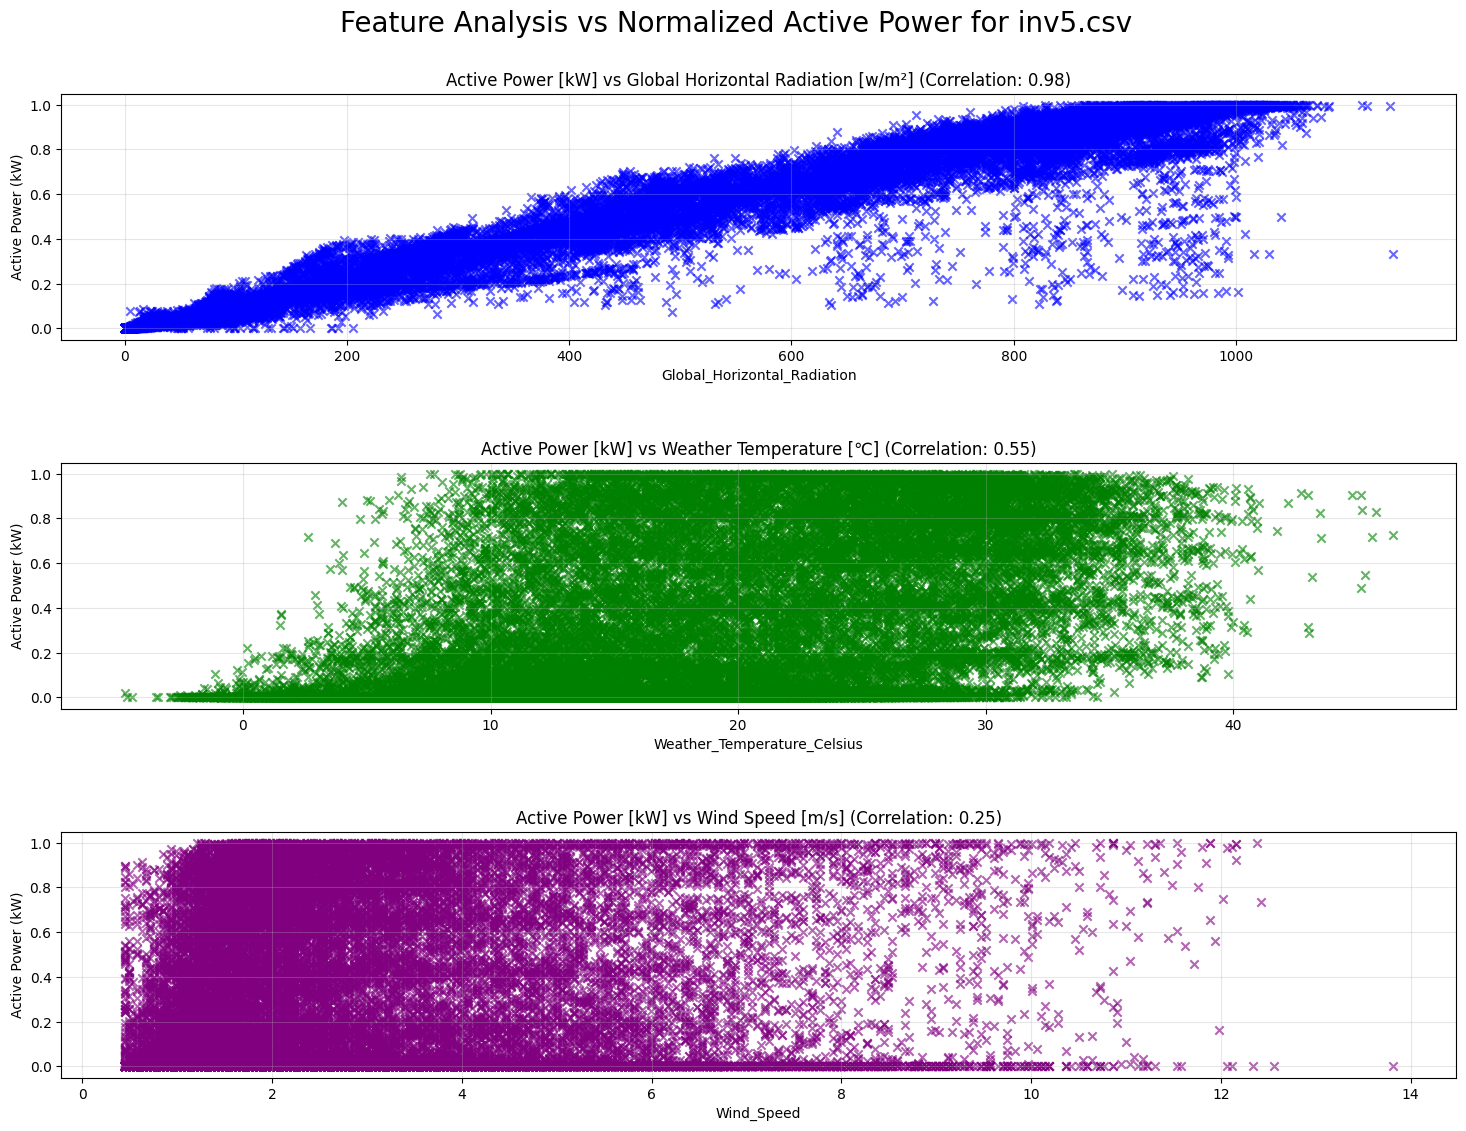 Feature Analysis vs Normalized Active Power for inv5.csv
Active Power [kW] vs Global Horizontal Radiation [w/m²] (Correlation: 0.98)
Active Power (kW)
1.0
0.8
0.6
0.4
0.2
0.0
0 200 400 600 800 1000
Global_Horizontal_Radiation
Active Power [kW] vs Weather Temperature [℃] (Correlation: 0.55)
Active Power (kW)
1.0
0.8
0.6
0.4
0.2
0.0
0 10 20 30 40
Weather_Temperature_Celsius
Active Power [kW] vs Wind Speed [m/s] (Correlation: 0.25)
Active Power (kW)
1.0
0.8
0.6
0.4
0.2
0.0
0 2 4 6 8 10 12 14
Wind_Speed